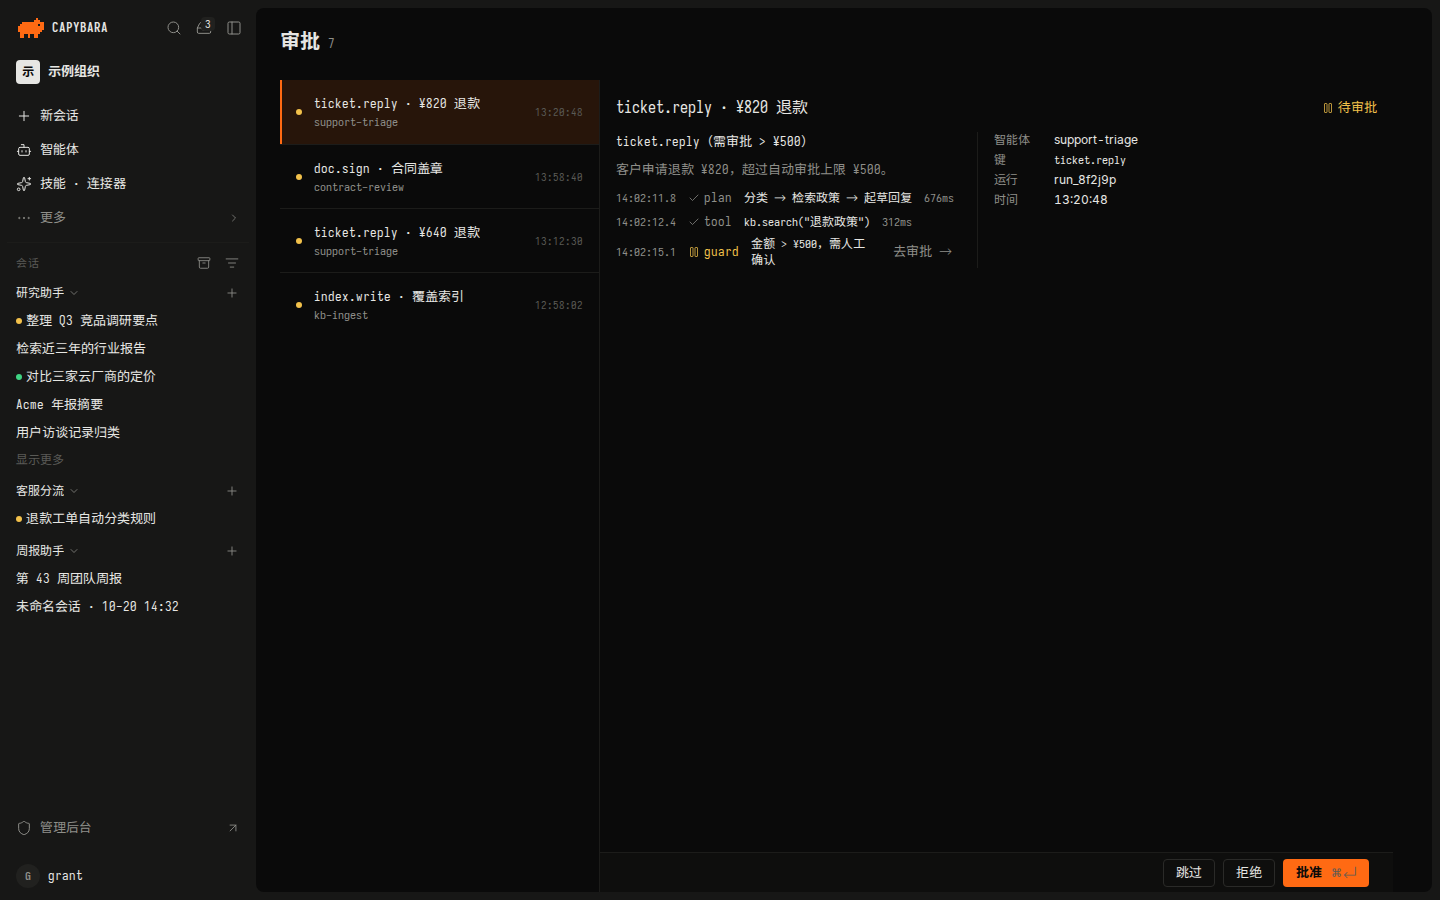 CAPYBARA
3
示 示例组织
新会话
智能体
技能 · 连接器
更多
会话
研究助手
整理 Q3 竞品调研要点
检索近三年的行业报告
对比三家云厂商的定价
Acme 年报摘要
用户访谈记录归类
显示更多
客服分流
退款工单自动分类规则
周报助手
第 43 周团队周报
未命名会话 · 10-20 14:32
管理后台
G grant
审批 7
ticket.reply · ¥820 退款 13:20:48
support-triage
doc.sign · 合同盖章 13:58:40
contract-review
ticket.reply · ¥640 退款 13:12:30
support-triage
index.write · 覆盖索引 12:58:02
kb-ingest
ticket.reply · ¥820 退款 待审批
ticket.reply（需审批 > ¥500）
客户申请退款 ¥820，超过自动审批上限 ¥500。
14:02:11.8 plan 分类 → 检索政策 → 起草回复 676ms
14:02:12.4 tool kb.search("退款政策") 312ms
14:02:15.1 guard 金额 > ¥500，需人工确认 去审批 →
智能体 support-triage
键 ticket.reply
运行 run_8f2j9p
时间 13:20:48
跳过 拒绝 批准 ⌘↵